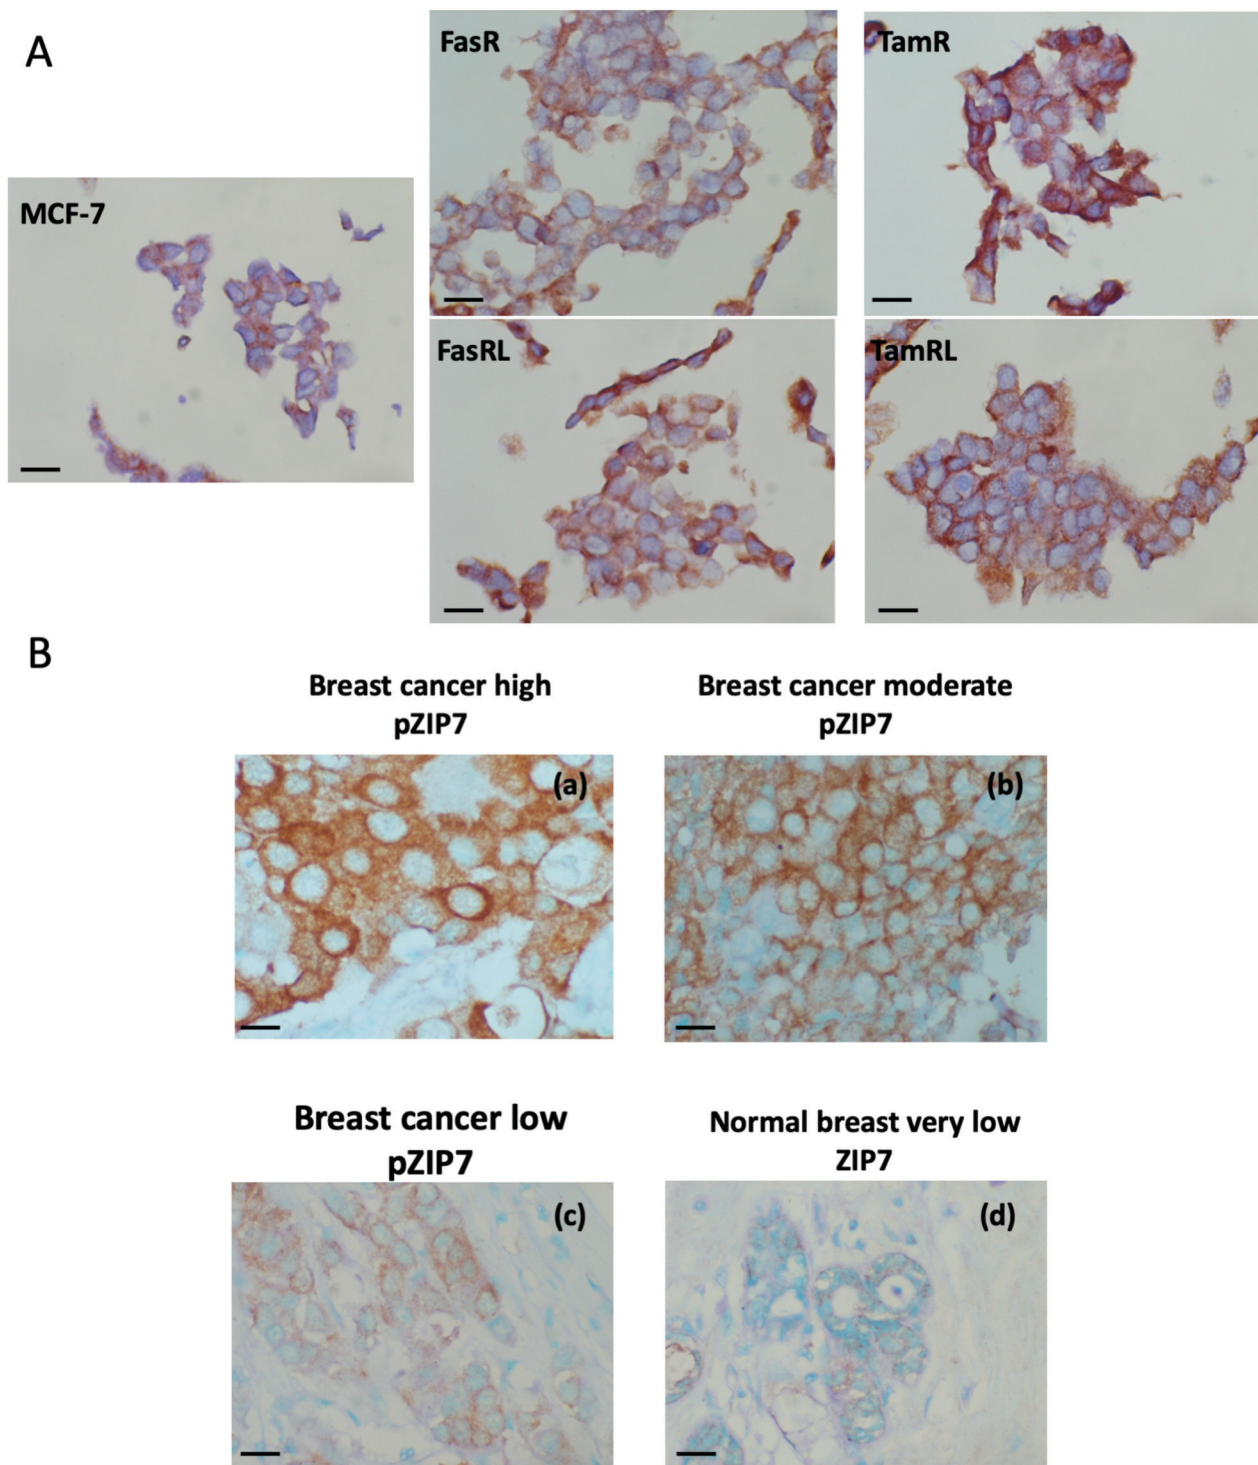 A
MCF-7
FasR
TamR
FasRL
TamRL
B
Breast cancer high
pZIP7
Breast cancer moderate
pZIP7
(a)
(b)
Breast cancer low
pZIP7
Normal breast very low
ZIP7
(c)
(d)